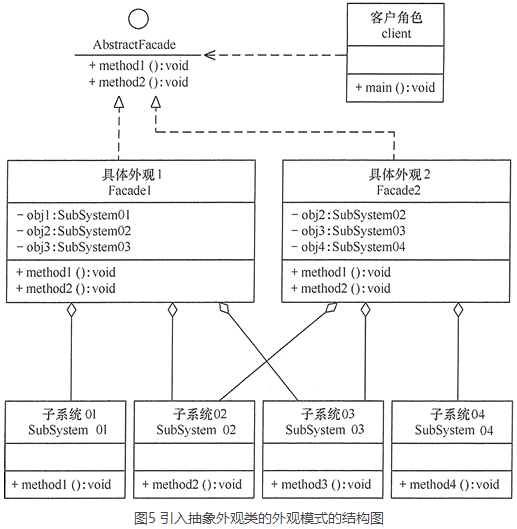 AbstractFacade
+ method1 ( ): void
+ method2 ( ): void
客户角色
client
+ main ( ): void
具体外观 1
Facade1
- obj1:SubSystem01
- obj2:SubSystem02
- obj3:SubSystem03
+ method1 ( ): void
+ method2 ( ): void
具体外观 2
Facade2
- obj2:SubSystem02
- obj3:SubSystem03
- obj4:SubSystem04
+ method1 ( ): void
+ method2 ( ): void
子系统 01
SubSystem 01
+ method1 ( ): void
子系统02
SubSystem 02
+ method2 ( ): void
子系统03
SubSystem 03
+ method3 ( ): void
子系统04
SubSystem 04
+ method4 ( ): void
图5 引入抽象外观类的外观模式的结构图